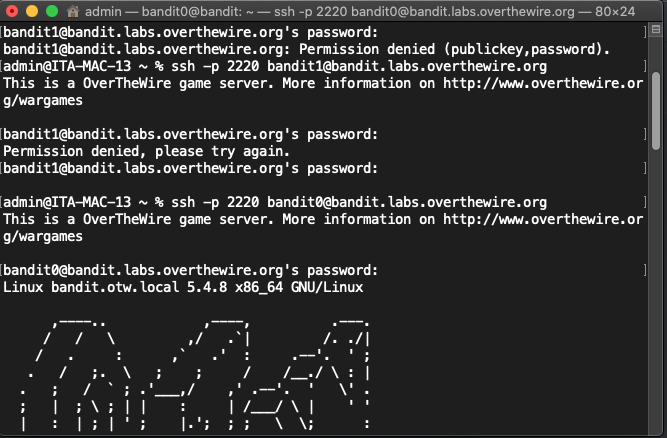 admin — bandit0@bandit: ~ — ssh -p 2220 bandit0@bandit.labs.overthewire.org — 80×24
[bandit1@bandit.labs.overthewire.org's password:
bandit1@bandit.labs.overthewire.org: Permission denied (publickey,password).
[admin@ITA-MAC-13 ~ % ssh -p 2220 bandit1@bandit.labs.overthewire.org
This is a OverTheWire game server. More information on http://www.overthewire.or
g/wargames
[bandit1@bandit.labs.overthewire.org's password:
Permission denied, please try again.
[bandit1@bandit.labs.overthewire.org's password:
[admin@ITA-MAC-13 ~ % ssh -p 2220 bandit0@bandit.labs.overthewire.org
This is a OverTheWire game server. More information on http://www.overthewire.or
g/wargames
[bandit0@bandit.labs.overthewire.org's password:
Linux bandit.otw.local 5.4.8 x86_64 GNU/Linux